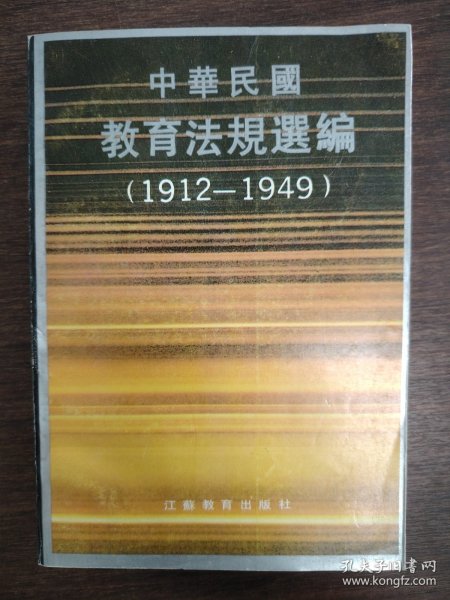 中華民國
教育法規選編
(1912—1949)
江蘇教育出版社
孔夫子旧书网
www.kongfz.com